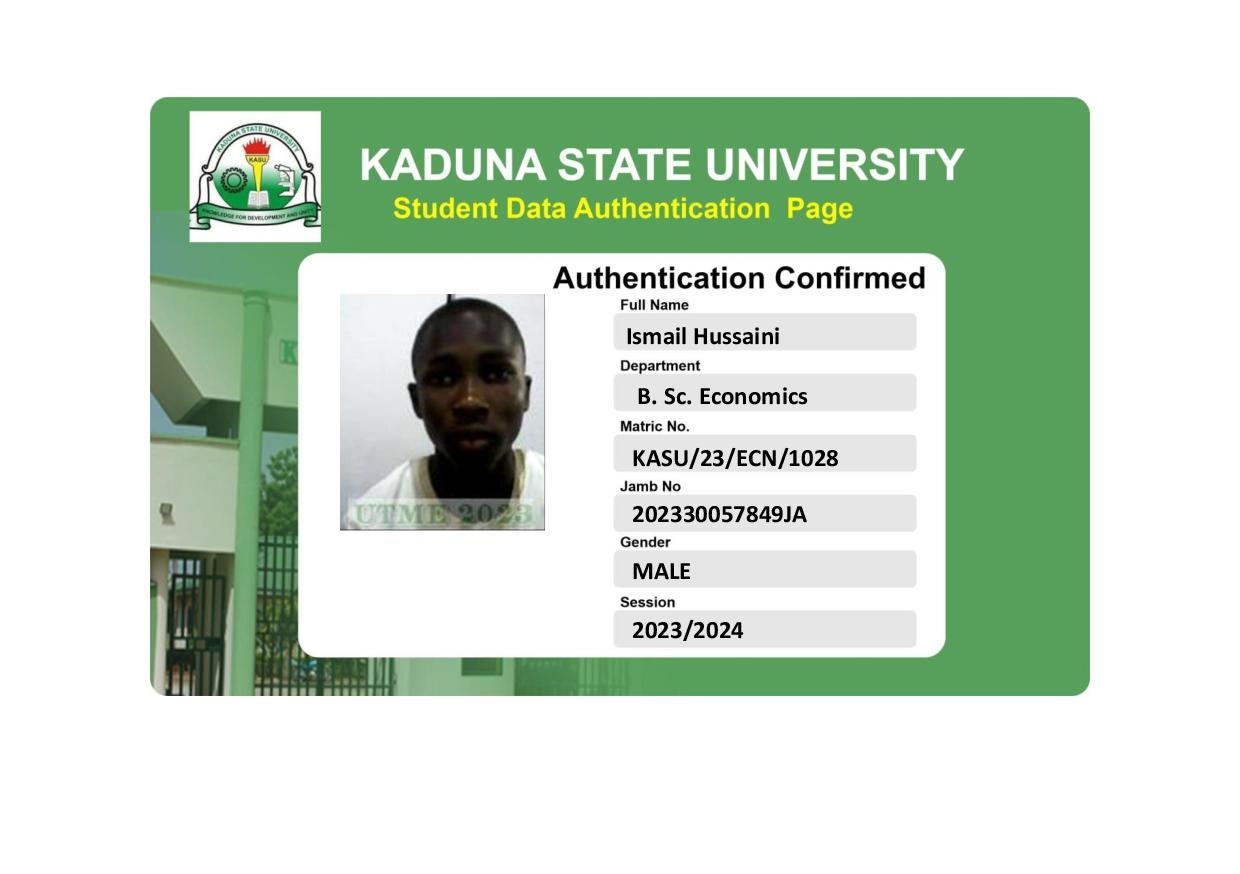 KADUNA STATE UNIVERSITY
KASU
KNOWLEDGE FOR DEVELOPMENT AND UNITY
KADUNA STATE UNIVERSITY
Student Data Authentication Page
Authentication Confirmed
Full Name
Ismail Hussaini
Department
B. Sc. Economics
Matric No.
KASU/23/ECN/1028
Jamb No
202330057849JA
Gender
MALE
Session
2023/2024
UTME 2023
K